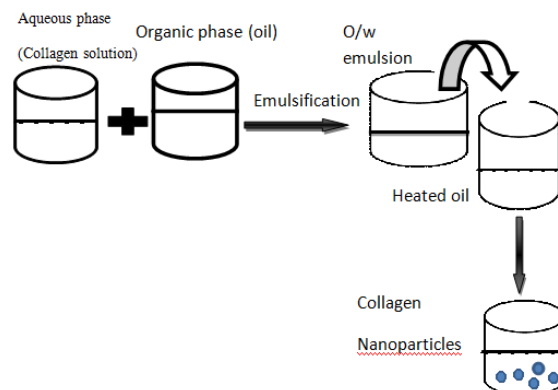 Aqueous phase
(Collagen solution)
Organic phase (oil)
O/w
emulsion
Emulsification
Heated oil
Collagen
Nanoparticles